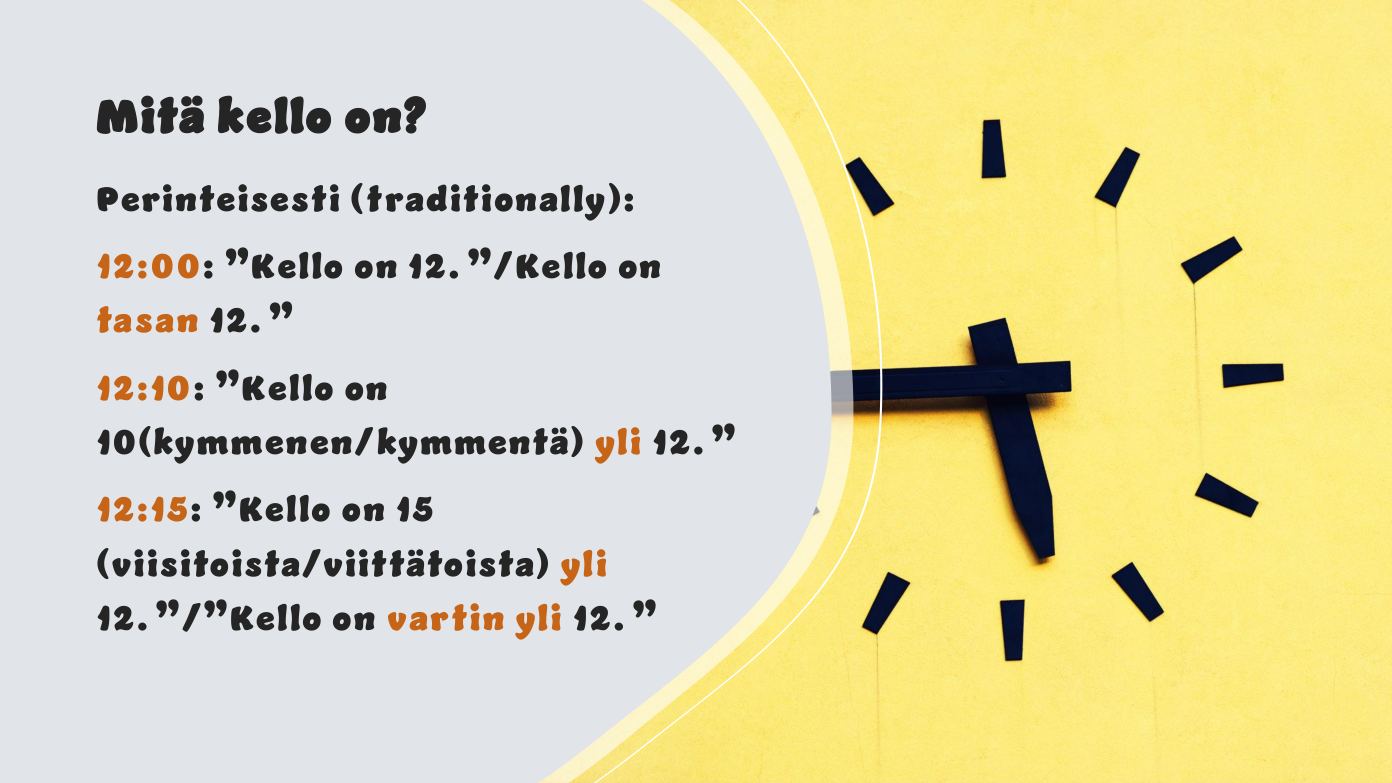 Mitä kello on?
Perinteisesti (traditionally):
12:00: ”Kello on 12.”/Kello on
tasan 12.”
12:10: ”Kello on
10(kymmenen/kymmentä) yli 12.”
12:15: ”Kello on 15
(viisitoista/viittätoista) yli
12.”/”Kello on vartin yli 12.”